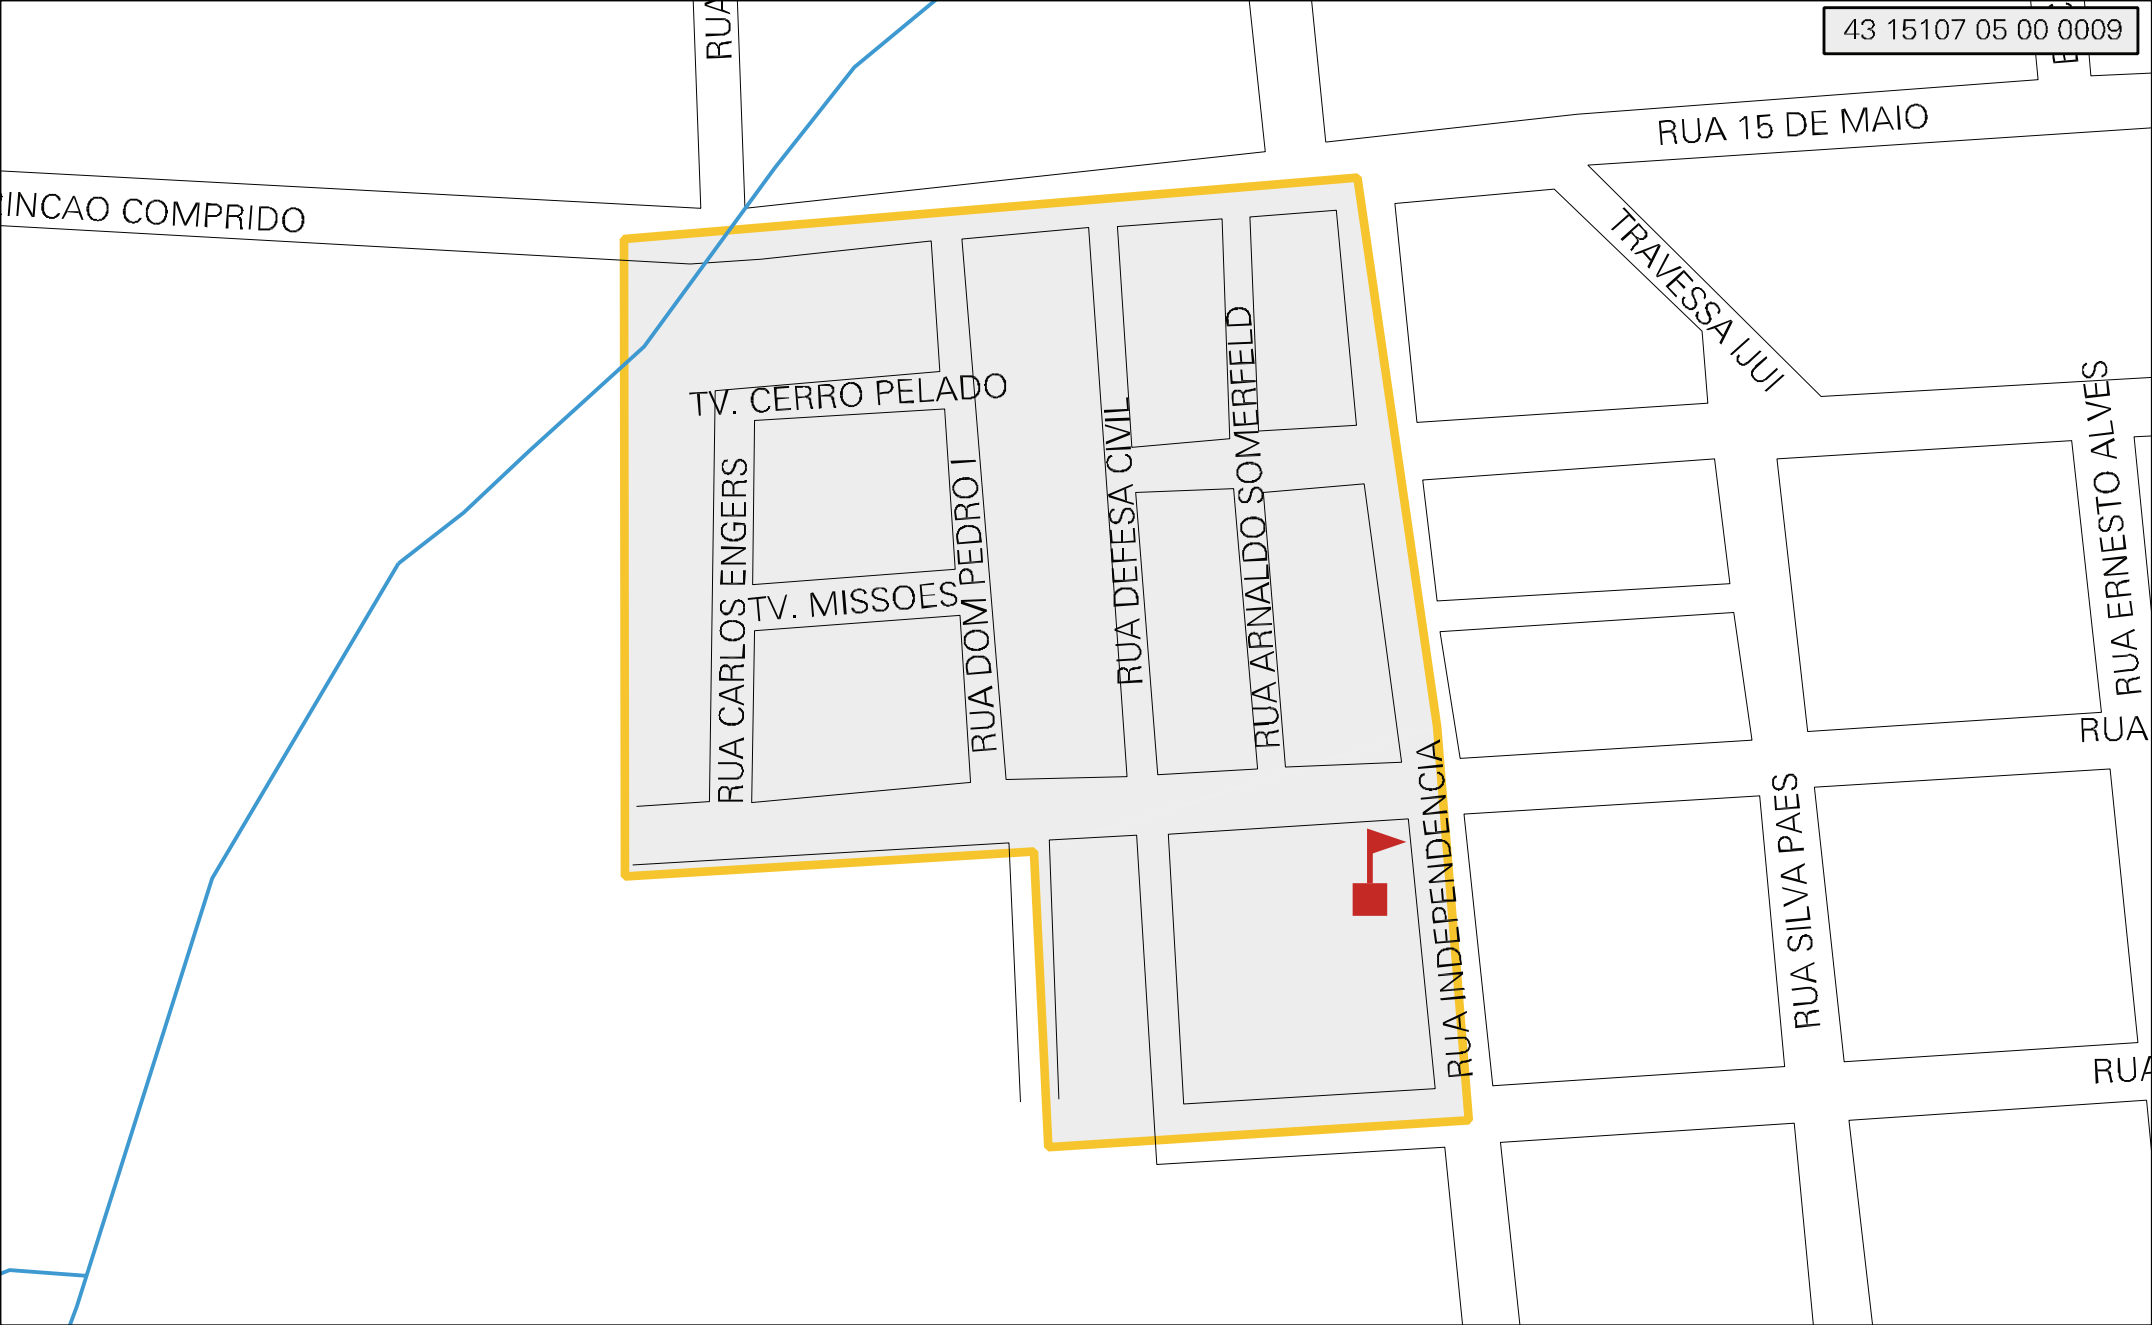 RUA
43 15107 05 00 0009
RUA 15 DE MAIO
INCAO COMPRIDO
TRAVESSA IJUI
TV. CERRO PELADO
RUA CARLOS ENGERS
RUA DOM PEDRO I
RUA DEFESA CIVIL
RUA ARNALDO SOMERFELD
RUA ERNESTO ALVES
TV. MISSOES
RUA
RUA INDEPENDENCIA
RUA SILVA PAES
RUA